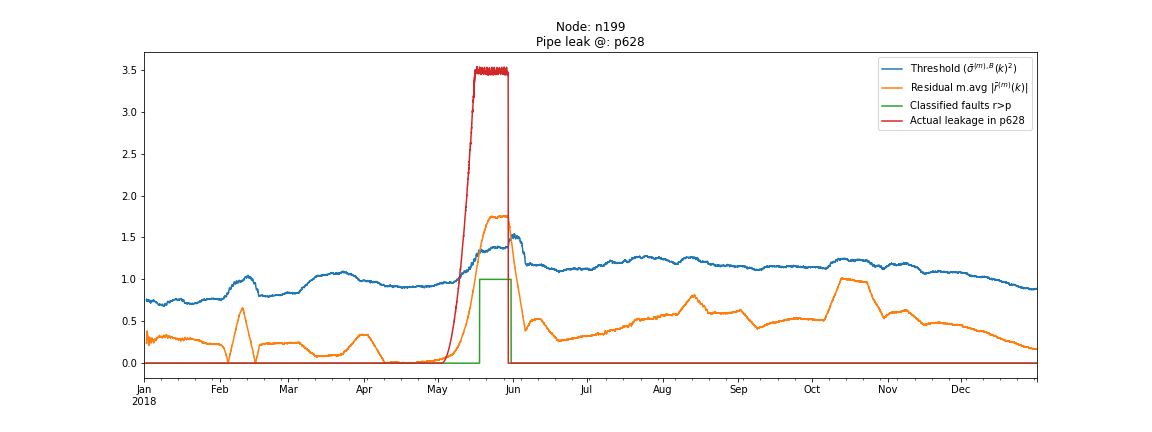 Node: n199
Pipe leak @: p628
3.5
3.0
2.5
2.0
1.5
1.0
0.5
0.0
Threshold (σ̄⁽ᵐ⁾,ᴮ(k)²)
Residual m.avg |r̄⁽ᵐ⁾(k)|
Classified faults r>p
Actual leakage in p628
Jan Feb Mar Apr May Jun Jul Aug Sep Oct Nov Dec
2018